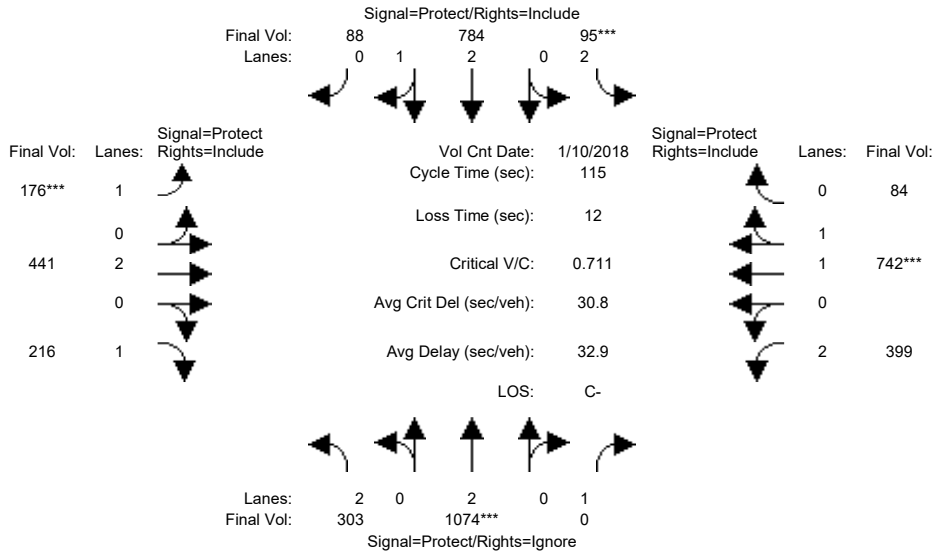 Signal=Protect/Rights=Include
Final Vol: 88 784 95***
Lanes: 0 1 2 0 2
Signal=Protect
Final Vol: Lanes: Rights=Include
Vol Cnt Date: 1/10/2018
Signal=Protect
Rights=Include Lanes: Final Vol:
Cycle Time (sec): 115
176*** 1
0 84
Loss Time (sec): 12
0
1
441 2
Critical V/C: 0.711
1 742***
0
Avg Crit Del (sec/veh): 30.8
0
216 1
Avg Delay (sec/veh): 32.9
2 399
LOS: C-
Lanes: 2 0 2 0 1
Final Vol: 303 1074*** 0
Signal=Protect/Rights=Ignore